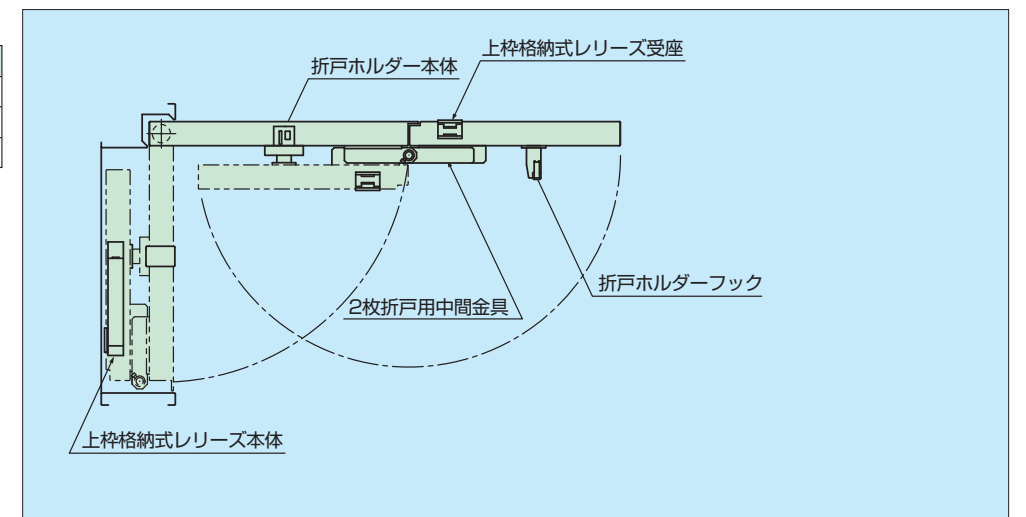 上枠格納式レリーズ受座
折戸ホルダー本体
折戸ホルダーフック
2枚折戸用中間金具
上枠格納式レリーズ本体